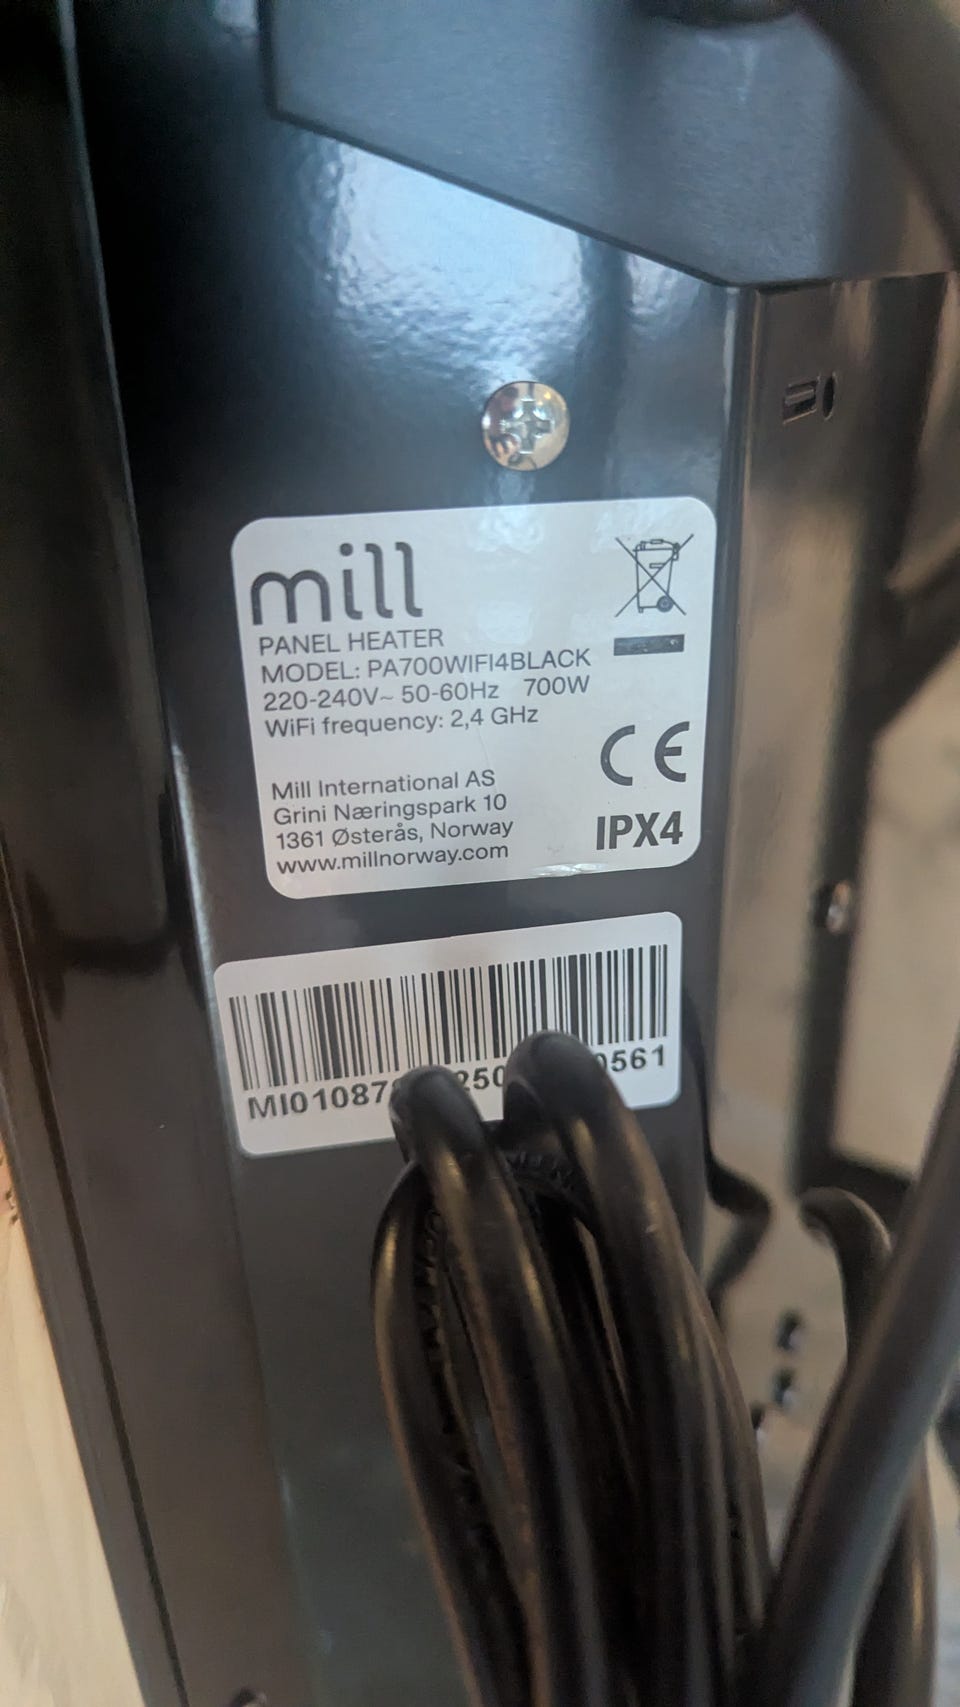 mill
PANEL HEATER
MODEL: PA700WIFI4BLACK
220-240V~ 50-60Hz 700W
WiFi frequency: 2,4 GHz
Mill International AS
Grini Næringspark 10
1361 Østerås, Norway
www.millnorway.com
CE
IPX4